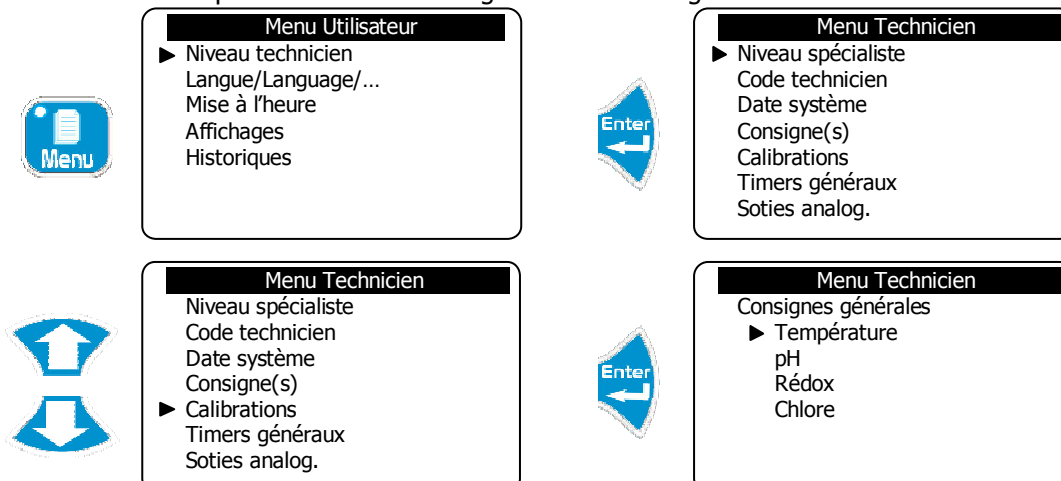 Menu
Menu Utilisateur
Niveau technicien
Langue/Language/…
Mise à l'heure
Affichages
Historiques
Enter
Menu Technicien
Niveau spécialiste
Code technicien
Date système
Consigne(s)
Calibrations
Timers généraux
Soties analog.
Menu Technicien
Niveau spécialiste
Code technicien
Date système
Consigne(s)
Calibrations
Timers généraux
Soties analog.
Enter
Menu Technicien
Consignes générales
Température
pH
Rédox
Chlore